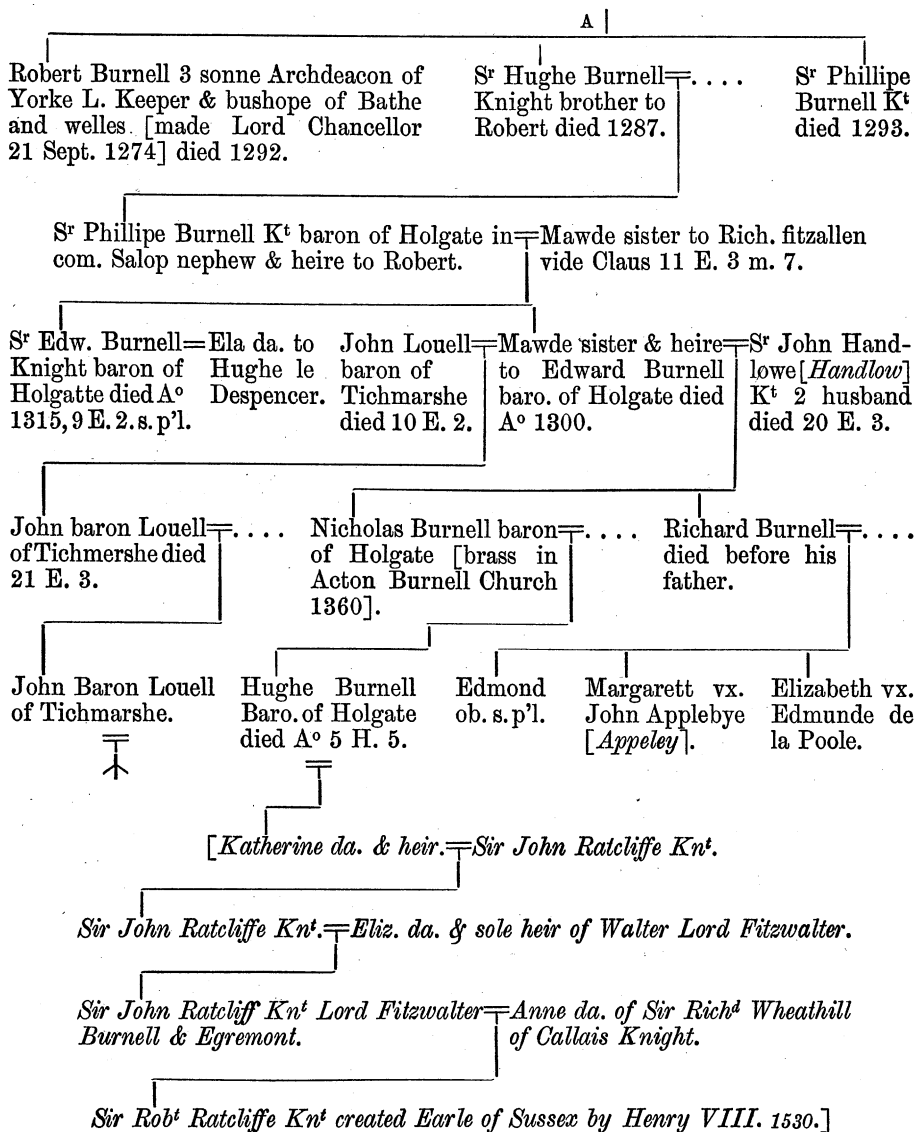 A
Robert Burnell 3 sonne Archdeacon of
Yorke L. Keeper & bushope of Bathe
and welles. [made Lord Chancellor
21 Sept. 1274] died 1292.
Sʳ Hughe Burnell=. . . .
Knight brother to
Robert died 1287.
Sʳ Phillipe
Burnell Kᵗ
died 1293.
Sʳ Phillipe Burnell Kᵗ baron of Holgate in=Mawde sister to Rich. fitzallen
com. Salop nephew & heire to Robert.
vide Claus 11 E. 3 m. 7.
Sʳ Edw. Burnell=Ela da. to
Knight baron of
Holgatte died Aᵒ
1315, 9 E. 2. s. p'l.
Hughe le
Despencer.
John Louell=Mawde sister & heire=Sʳ John Hand-
baron of
Tichmarshe
died 10 E. 2.
to Edward Burnell
baro. of Holgate died
Aᵒ 1300.
lowe [Handlow]
Kᵗ 2 husband
died 20 E. 3.
John baron Louell=. . . .
of Tichmershe died
21 E. 3.
Nicholas Burnell baron=. . . .
of Holgate [brass in
Acton Burnell Church
1360].
Richard Burnell=. . . .
died before his
father.
John Baron Louell
of Tichmarshe.
Hughe Burnell
Baro. of Holgate
died Aᵒ 5 H. 5.
Edmond
ob. s. p'l.
Margarett vx.
John Applebye
[Appeley].
Elizabeth vx.
Edmunde de
la Poole.
[Katherine da. & heir.=Sir John Ratcliffe Knᵗ.
Sir John Ratcliffe Knᵗ.=Eliz. da. & sole heir of Walter Lord Fitzwalter.
Sir John Ratcliff Knᵗ Lord Fitzwalter=Anne da. of Sir Richᵈ Wheathill
Burnell & Egremont.
of Callais Knight.
Sir Robᵗ Ratcliffe Knᵗ created Earle of Sussex by Henry VIII. 1530.]